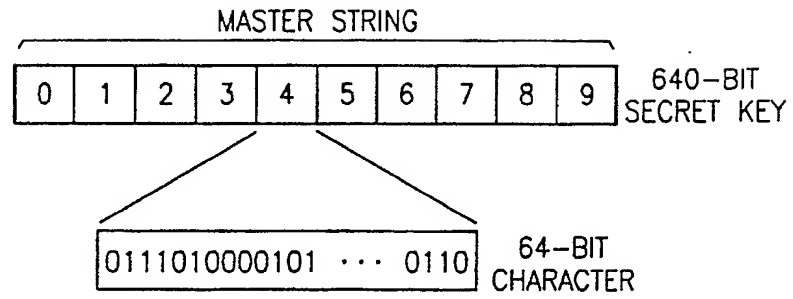 MASTER STRING
0 1 2 3 4 5 6 7 8 9
640-BIT
SECRET KEY
0111010000101 ··· 0110
64-BIT
CHARACTER